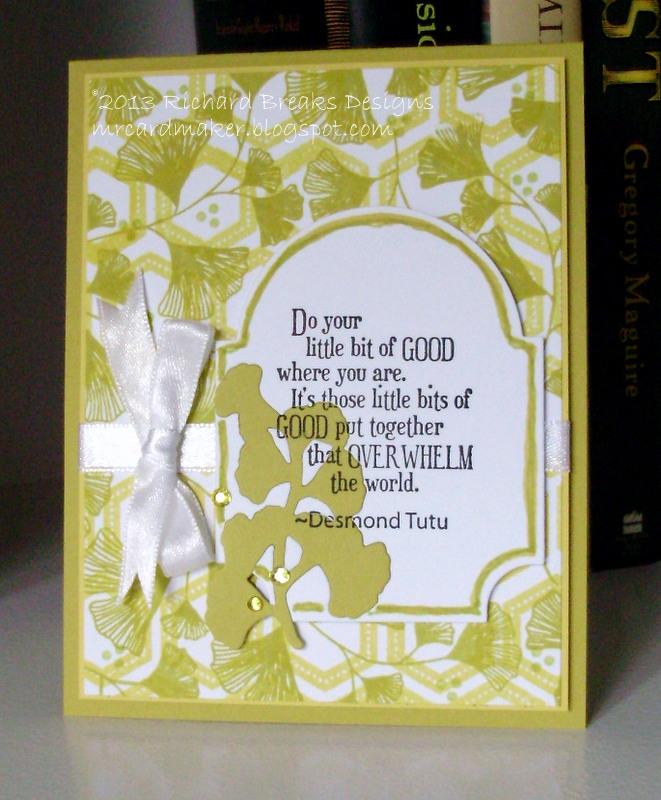 ©2013 Richard Breaks Designs
mrcardmaker.blogspot.com
Do your
little bit of GOOD
where you are.
It's those little bits of
GOOD put together
that OVERWHELM
the world.
~Desmond Tutu
Gregory Maguire